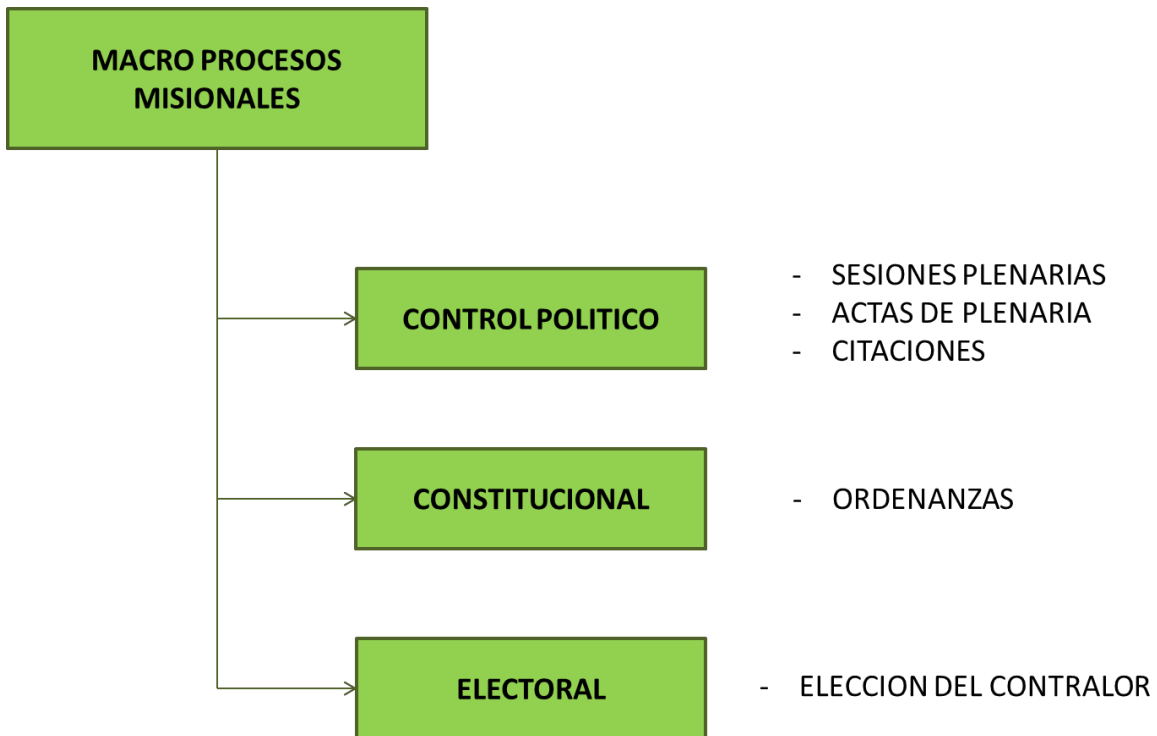 MACRO PROCESOS
MISIONALES
CONTROL POLITICO
- SESIONES PLENARIAS
- ACTAS DE PLENARIA
- CITACIONES
CONSTITUCIONAL
- ORDENANZAS
ELECTORAL
- ELECCION DEL CONTRALOR